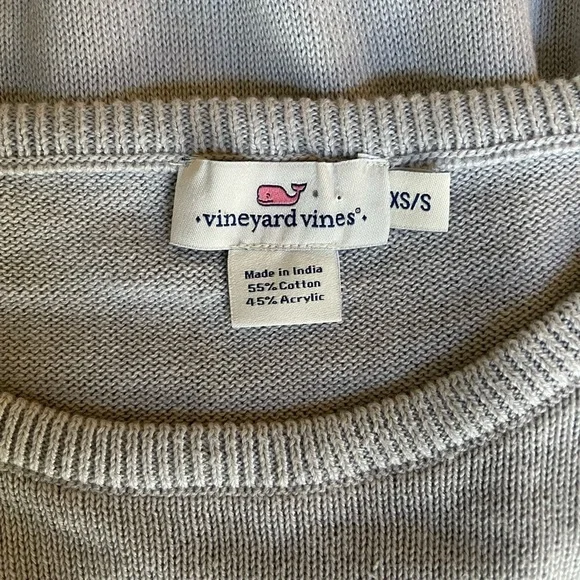 • vineyard vines® •
XS/S
Made in India
55% Cotton
45% Acrylic